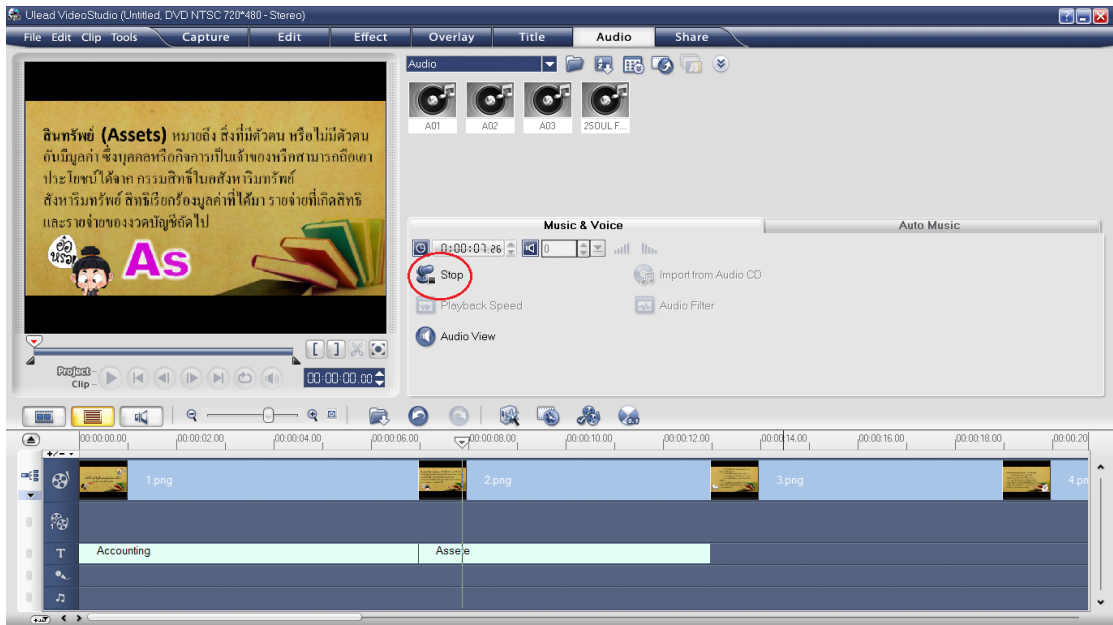 Ulead VideoStudio (Untitled, DVD NTSC 720*480 - Stereo)
File Edit Clip Tools Capture Edit Effect Overlay Title Audio Share
Audio
A01 A02 A03 2SOUL F...
สินทรัพย์ (Assets) หมายถึง สิ่งที่มีตัวตน หรือไม่มีตัวตน
อันมีมูลค่า ซึ่งบุคคลหรือกิจการเป็นเจ้าของหรือสามารถถือเอา
ประโยชน์ได้จาก กรรมสิทธิ์ในอสังหาริมทรัพย์
สังหาริมทรัพย์ สิทธิเรียกร้องมูลค่าที่ได้มา รายจ่ายที่เกิดสิทธิ
และรายจ่ายของงวดบัญชีถัดไป
อ๋อ
As
Music & Voice Auto Music
0:00:07.26 0
Stop Import from Audio CD
Playback Speed Audio Filter
Audio View
Project
Clip
00:00:00.00
00:00:00.00 00:00:02.00 00:00:04.00 00:00:06.00 00:00:08.00 00:00:10.00 00:00:12.00 00:00:14.00 00:00:16.00 00:00:18.00 00:00:20
1.png 2.png 3.png 4.pn
T Accounting Assete